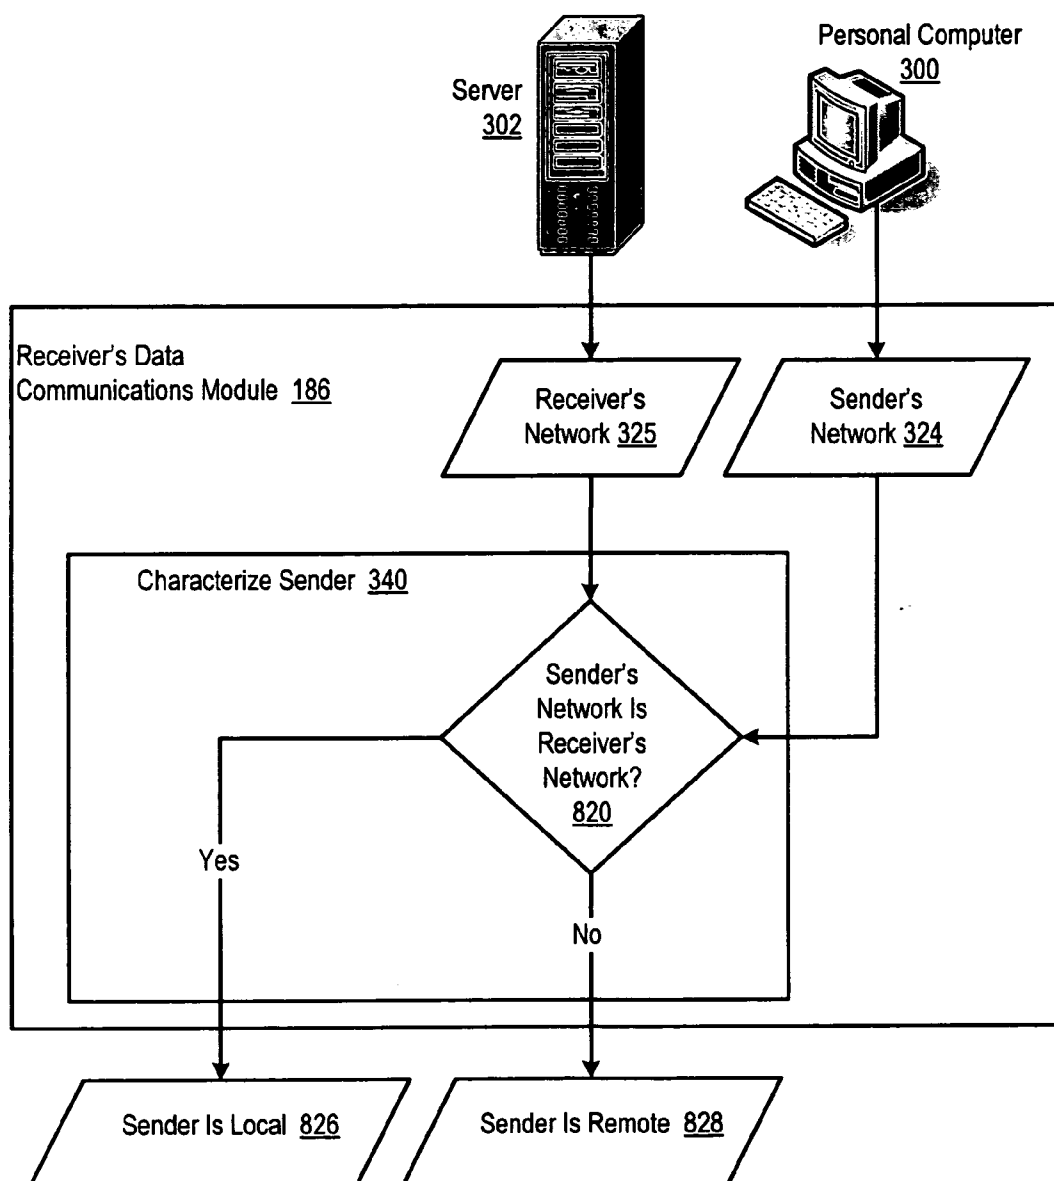 Personal Computer
300
Server
302
Receiver's Data
Communications Module 186
Receiver's
Network 325
Sender's
Network 324
Characterize Sender 340
Sender's
Network Is
Receiver's
Network?
820
Yes
No
Sender Is Local 826
Sender Is Remote 828